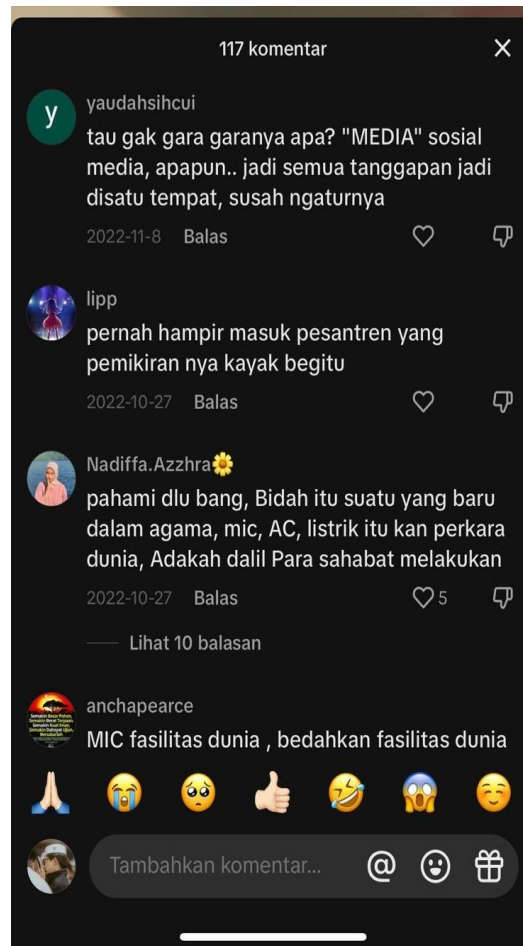 117 komentar
yaudahsihcui
tau gak gara garanya apa? "MEDIA" sosial
media, apapun.. jadi semua tanggapan jadi
disatu tempat, susah ngaturnya
2022-11-8 Balas
lipp
pernah hampir masuk pesantren yang
pemikiran nya kayak begitu
2022-10-27 Balas
Nadiffa.Azzhra🌼
pahami dlu bang, Bidah itu suatu yang baru
dalam agama, mic, AC, listrik itu kan perkara
dunia, Adakah dalil Para sahabat melakukan
2022-10-27 Balas 5
Lihat 10 balasan
anchapearce
MIC fasilitas dunia , bedahkan fasilitas dunia
Tambahkan komentar...